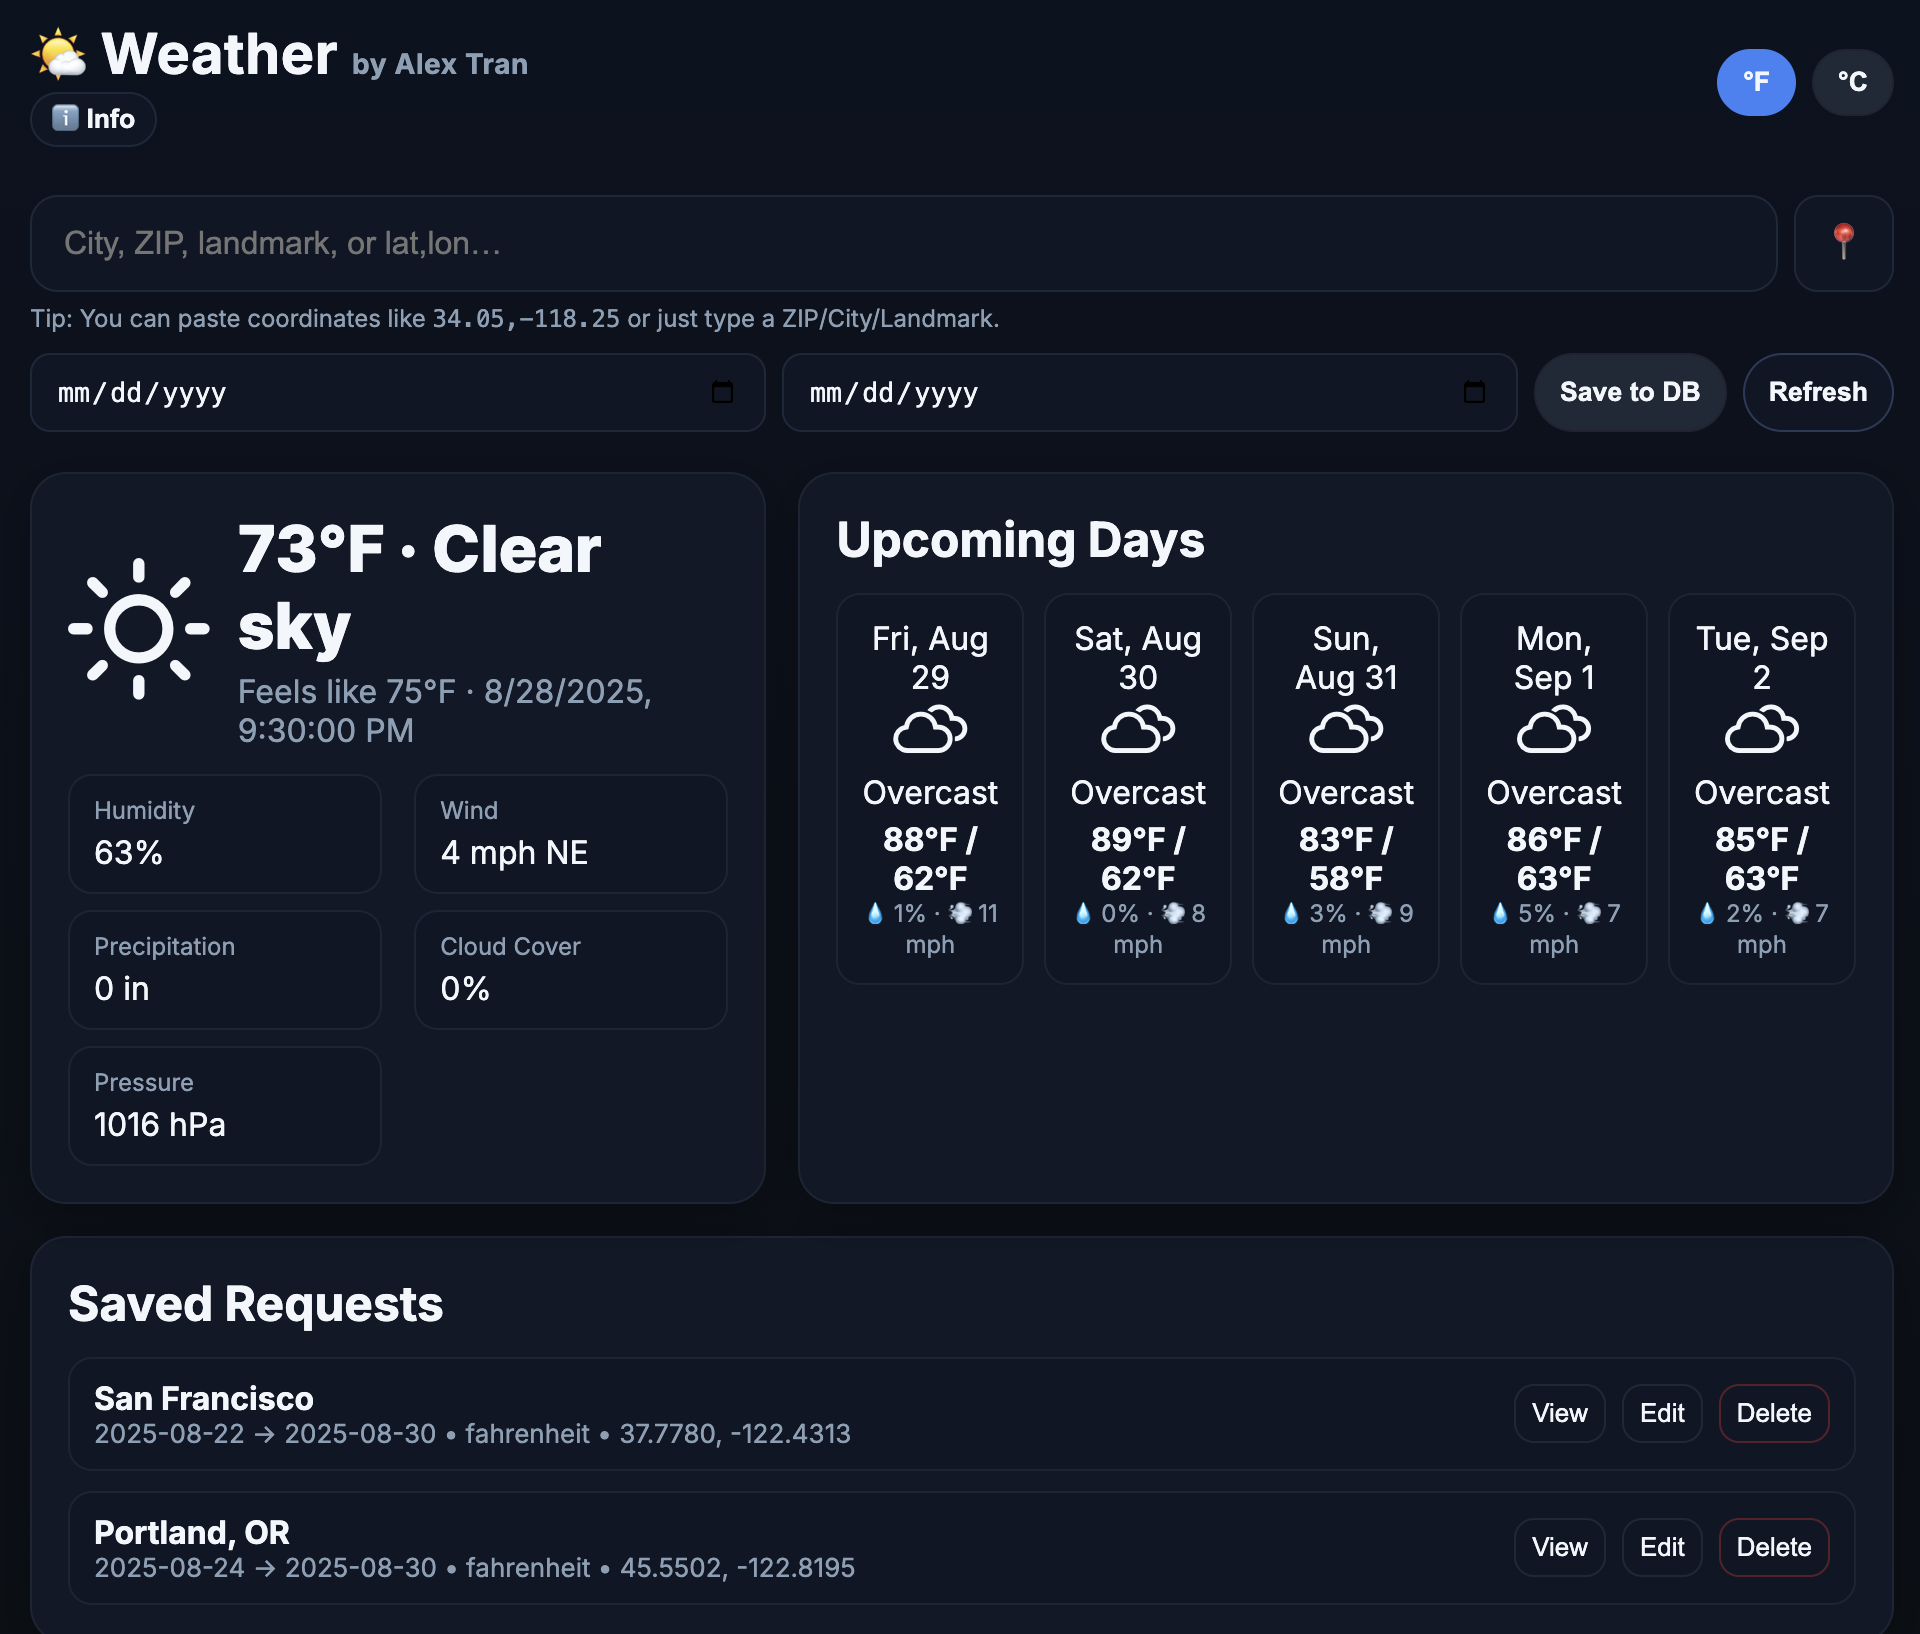 Weather by Alex Tran
Info
°F
°C
City, ZIP, landmark, or lat,lon…
Tip: You can paste coordinates like 34.05,−118.25 or just type a ZIP/City/Landmark.
mm/dd/yyyy
mm/dd/yyyy
Save to DB
Refresh
73°F · Clear
sky
Feels like 75°F · 8/28/2025,
9:30:00 PM
Humidity
63%
Wind
4 mph NE
Precipitation
0 in
Cloud Cover
0%
Pressure
1016 hPa
Upcoming Days
Fri, Aug
29
Overcast
88°F /
62°F
💧 1% · 💨 11
mph
Sat, Aug
30
Overcast
89°F /
62°F
💧 0% · 💨 8
mph
Sun,
Aug 31
Overcast
83°F /
58°F
💧 3% · 💨 9
mph
Mon,
Sep 1
Overcast
86°F /
63°F
💧 5% · 💨 7
mph
Tue, Sep
2
Overcast
85°F /
63°F
💧 2% · 💨 7
mph
Saved Requests
San Francisco
2025-08-22 → 2025-08-30 • fahrenheit • 37.7780, -122.4313
View
Edit
Delete
Portland, OR
2025-08-24 → 2025-08-30 • fahrenheit • 45.5502, -122.8195
View
Edit
Delete